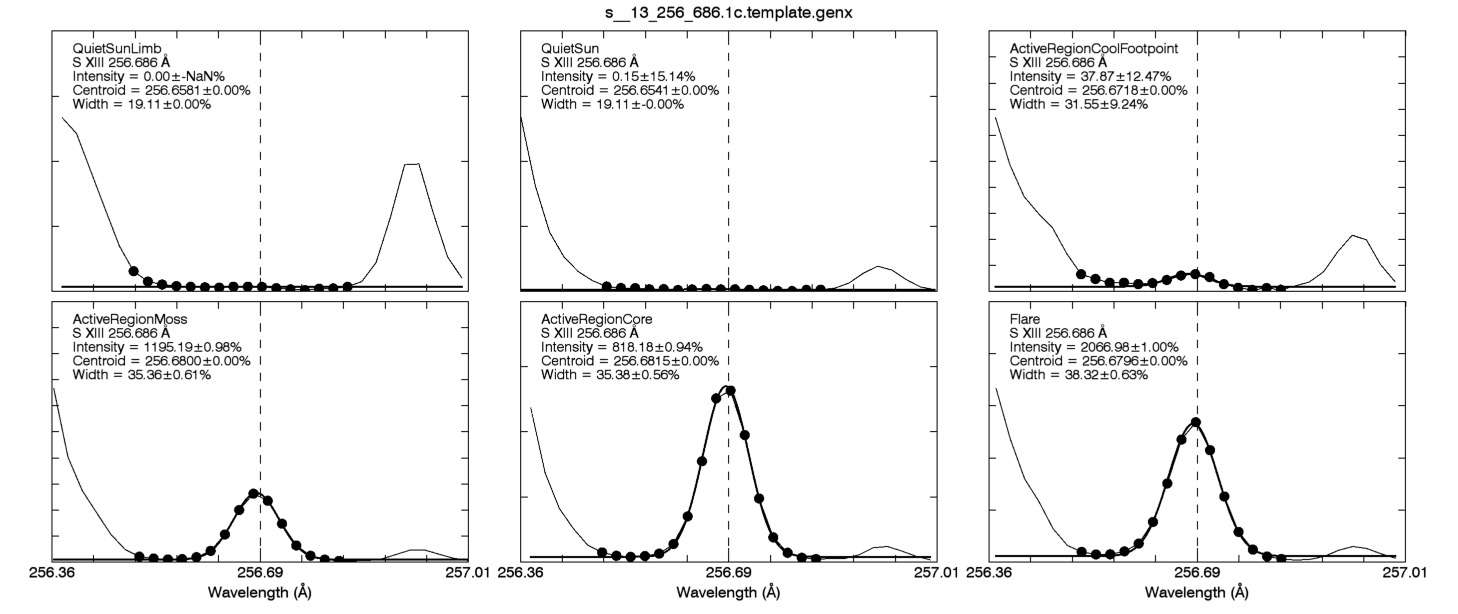 s__13_256_686.1c.template.genx
QuietSunLimb
S XIII 256.686 Å
Intensity = 0.00±-NaN%
Centroid = 256.6581±0.00%
Width = 19.11±0.00%
QuietSun
S XIII 256.686 Å
Intensity = 0.15±15.14%
Centroid = 256.6541±0.00%
Width = 19.11±-0.00%
ActiveRegionCoolFootpoint
S XIII 256.686 Å
Intensity = 37.87±12.47%
Centroid = 256.6718±0.00%
Width = 31.55±9.24%
ActiveRegionMoss
S XIII 256.686 Å
Intensity = 1195.19±0.98%
Centroid = 256.6800±0.00%
Width = 35.36±0.61%
ActiveRegionCore
S XIII 256.686 Å
Intensity = 818.18±0.94%
Centroid = 256.6815±0.00%
Width = 35.38±0.56%
Flare
S XIII 256.686 Å
Intensity = 2066.98±1.00%
Centroid = 256.6796±0.00%
Width = 38.32±0.63%
256.36 256.69 257.01 256.36 256.69 257.01 256.36 256.69 257.01
Wavelength (Å) Wavelength (Å) Wavelength (Å)